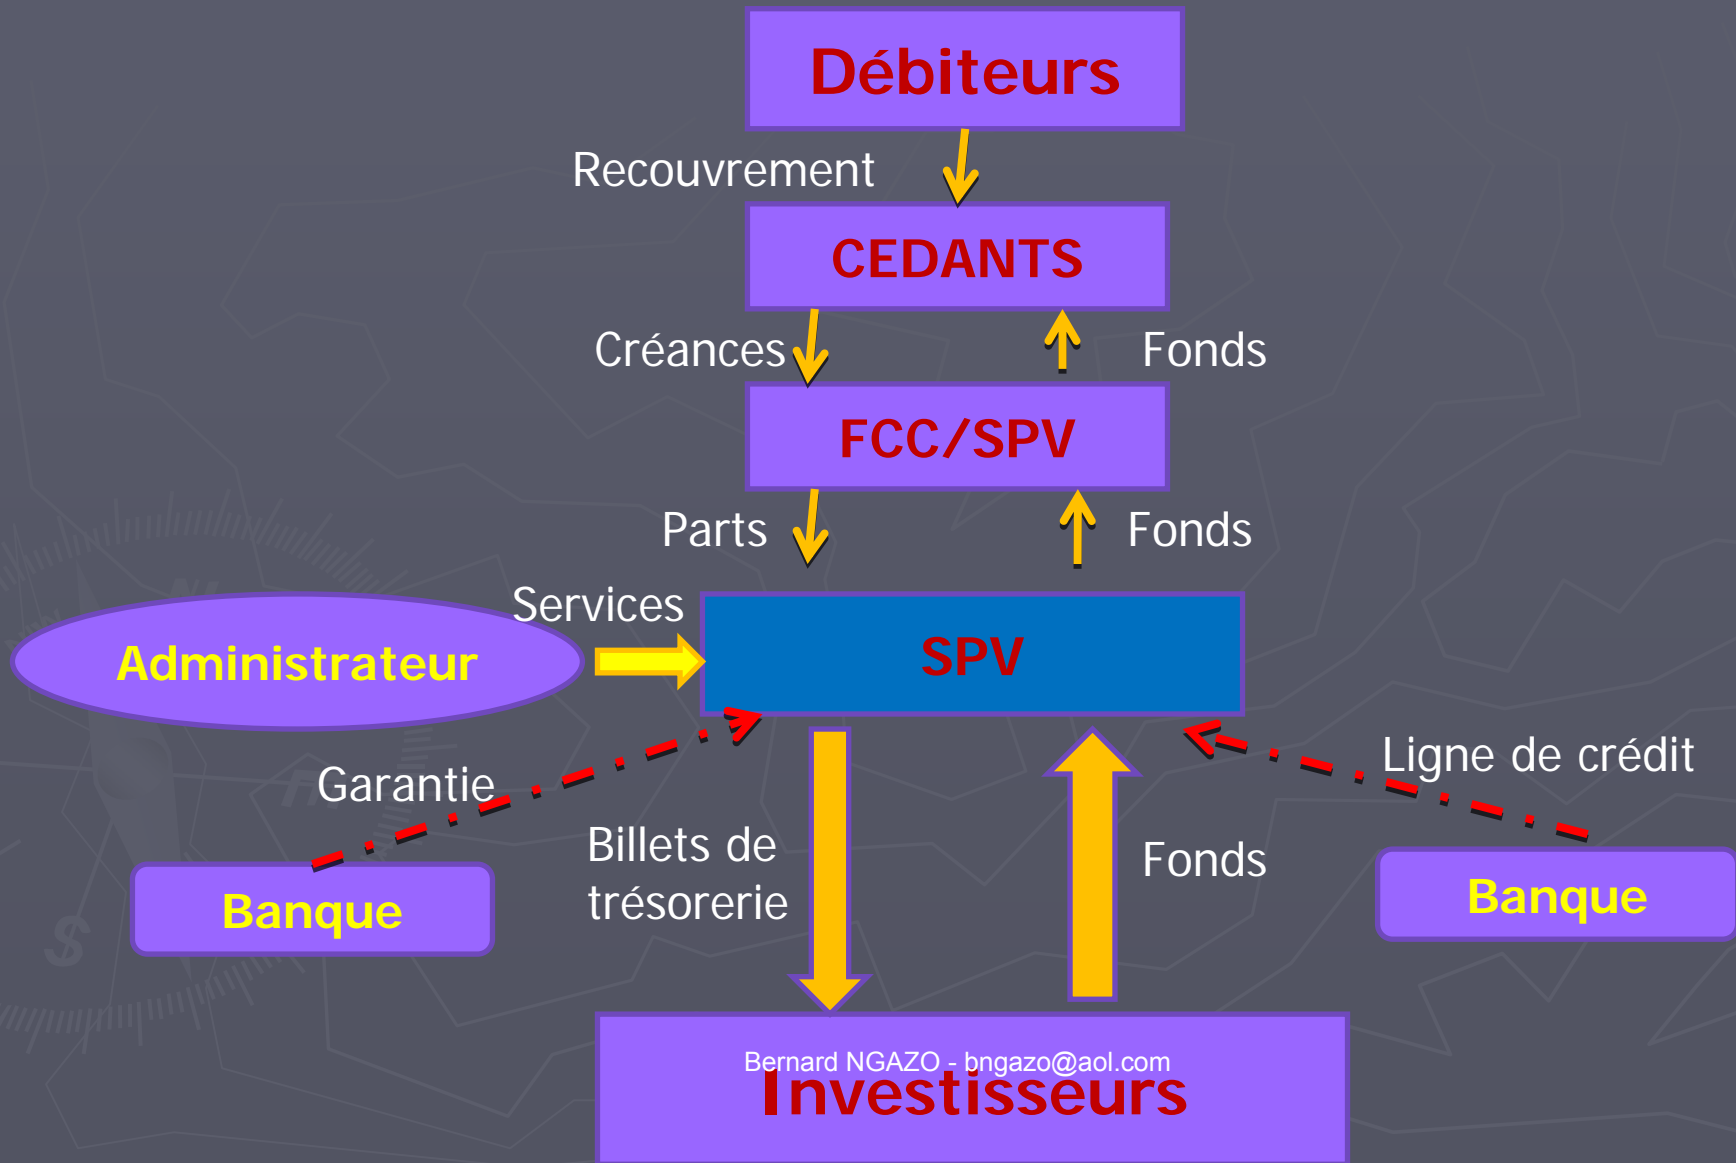 Débiteurs
Recouvrement
CEDANTS
Créances
Fonds
FCC/SPV
Parts
Fonds
Services
Administrateur
SPV
Garantie
Ligne de crédit
Billets de
trésorerie
Fonds
Banque
Banque
Bernard NGAZO - bngazo@aol.com
Investisseurs